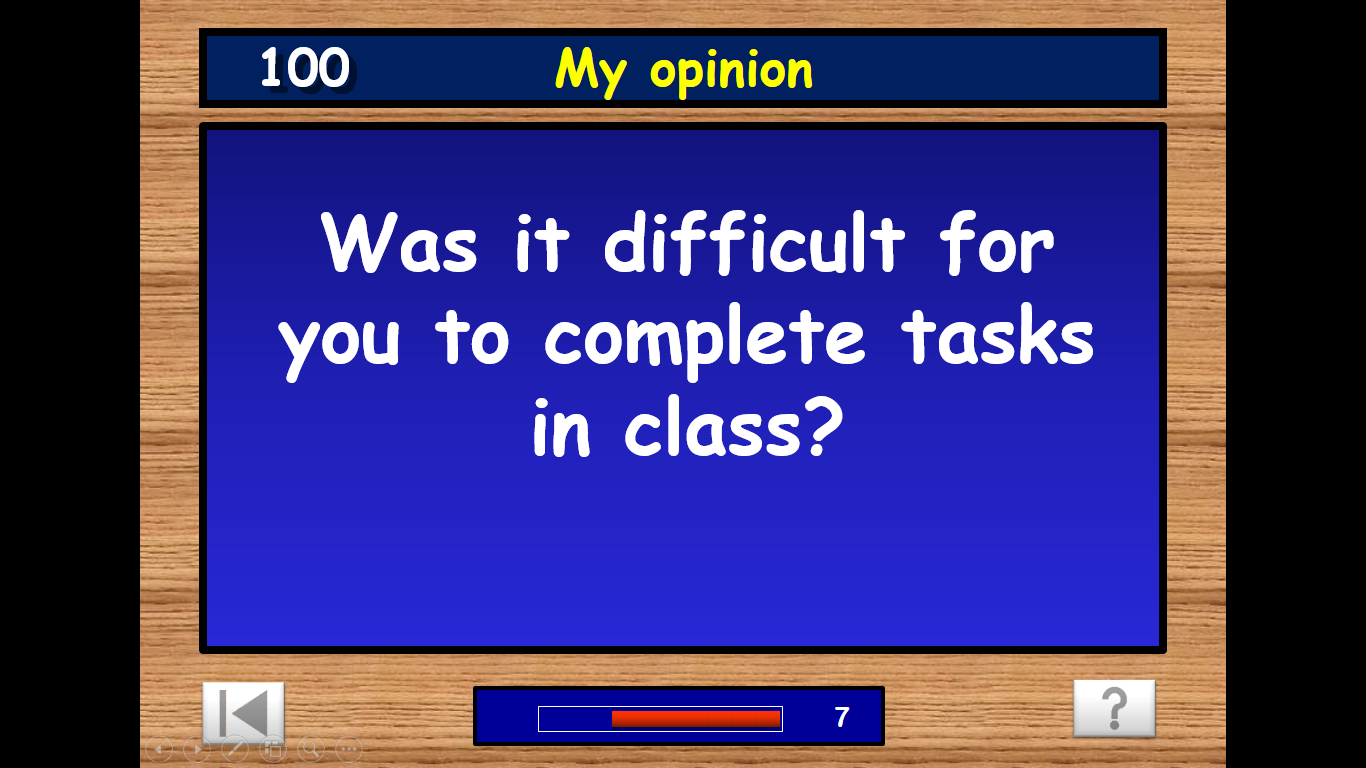 100 My opinion
Was it difficult for
you to complete tasks
in class?
7
?